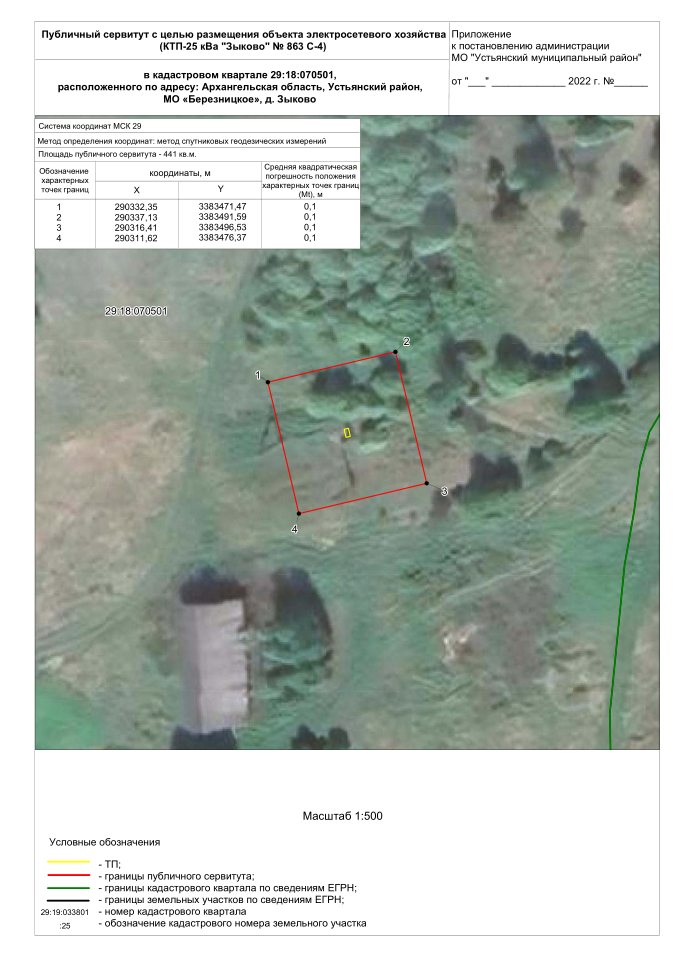 Публичный сервитут с целью размещения объекта электросетевого хозяйства
(КТП-25 кВа "Зыково" № 863 С-4)
в кадастровом квартале 29:18:070501,
расположенного по адресу: Архангельская область, Устьянский район,
МО «Березницкое», д. Зыково
Приложение
к постановлению администрации
МО "Устьянский муниципальный район"
от "___" _____________ 2022 г. №______
Система координат МСК 29
Метод определения координат: метод спутниковых геодезических измерений
Площадь публичного сервитута - 441 кв.м.
Обозначение
характерных
точек границ
координаты, м
X Y
Средняя квадратическая
погрешность положения
характерных точек границ
(Mt), м
1 290332,35 3383471,47 0,1
2 290337,13 3383491,59 0,1
3 290316,41 3383496,53 0,1
4 290311,62 3383476,37 0,1
29:18:070501
2
1
3
4
Масштаб 1:500
Условные обозначения
- ТП;
- границы публичного сервитута;
- границы кадастрового квартала по сведениям ЕГРН;
- границы земельных участков по сведениям ЕГРН;
29:19:033801 - номер кадастрового квартала
:25 - обозначение кадастрового номера земельного участка